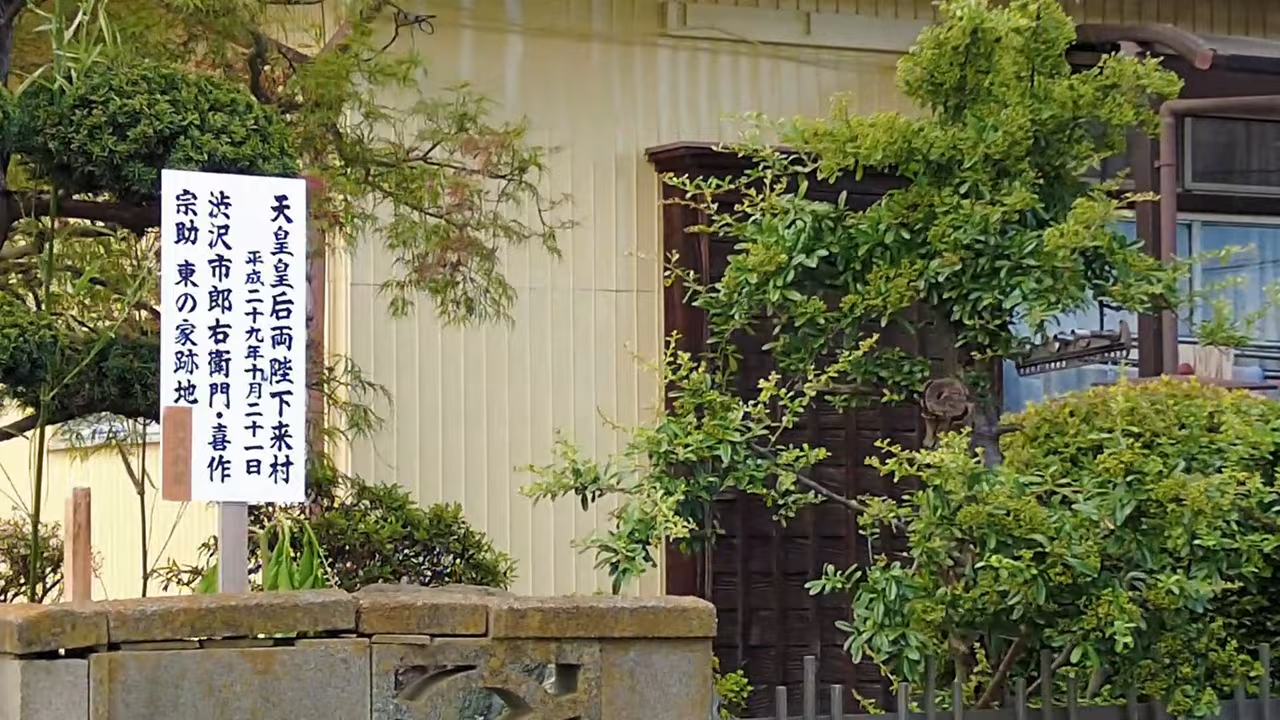 天皇皇后両陛下来村
平成二十九年十月二十一日
渋沢市郎右衛門・喜作
宗助 東の家跡地